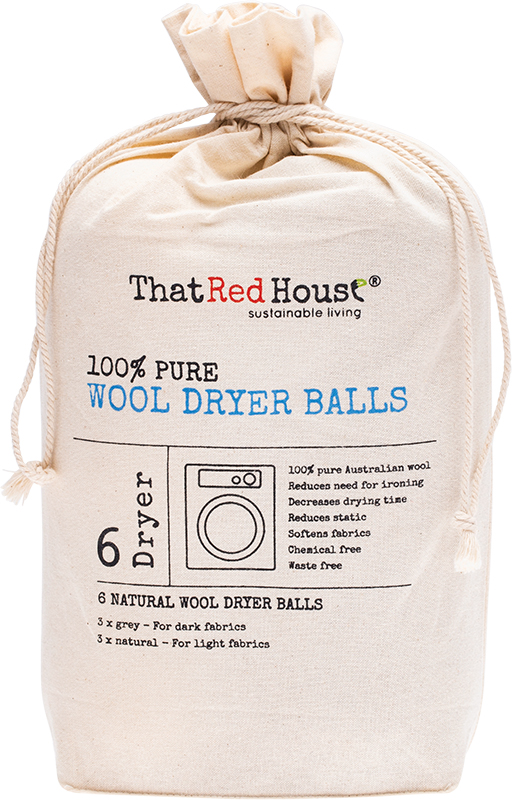 ThatRed House®
sustainable living
100% PURE
WOOL DRYER BALLS
6 Dryer
100% pure Australian wool
Reduces need for ironing
Decreases drying time
Reduces static
Softens fabrics
Chemical free
Waste free
6 NATURAL WOOL DRYER BALLS
3 x grey – For dark fabrics
3 x natural – For light fabrics